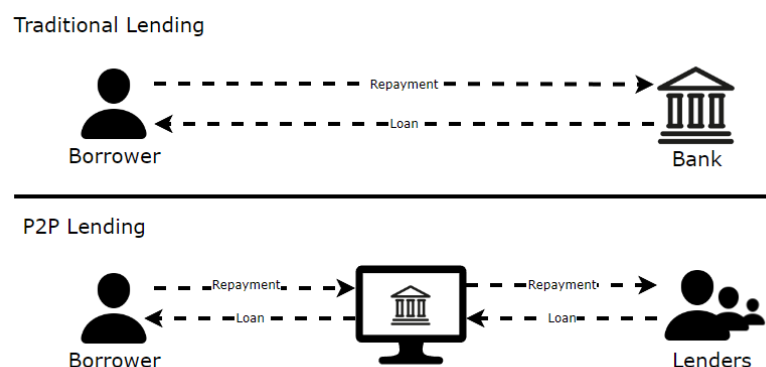 Traditional Lending
Repayment
Loan
Borrower
Bank
P2P Lending
Repayment
Repayment
Loan
Loan
Borrower
Lenders